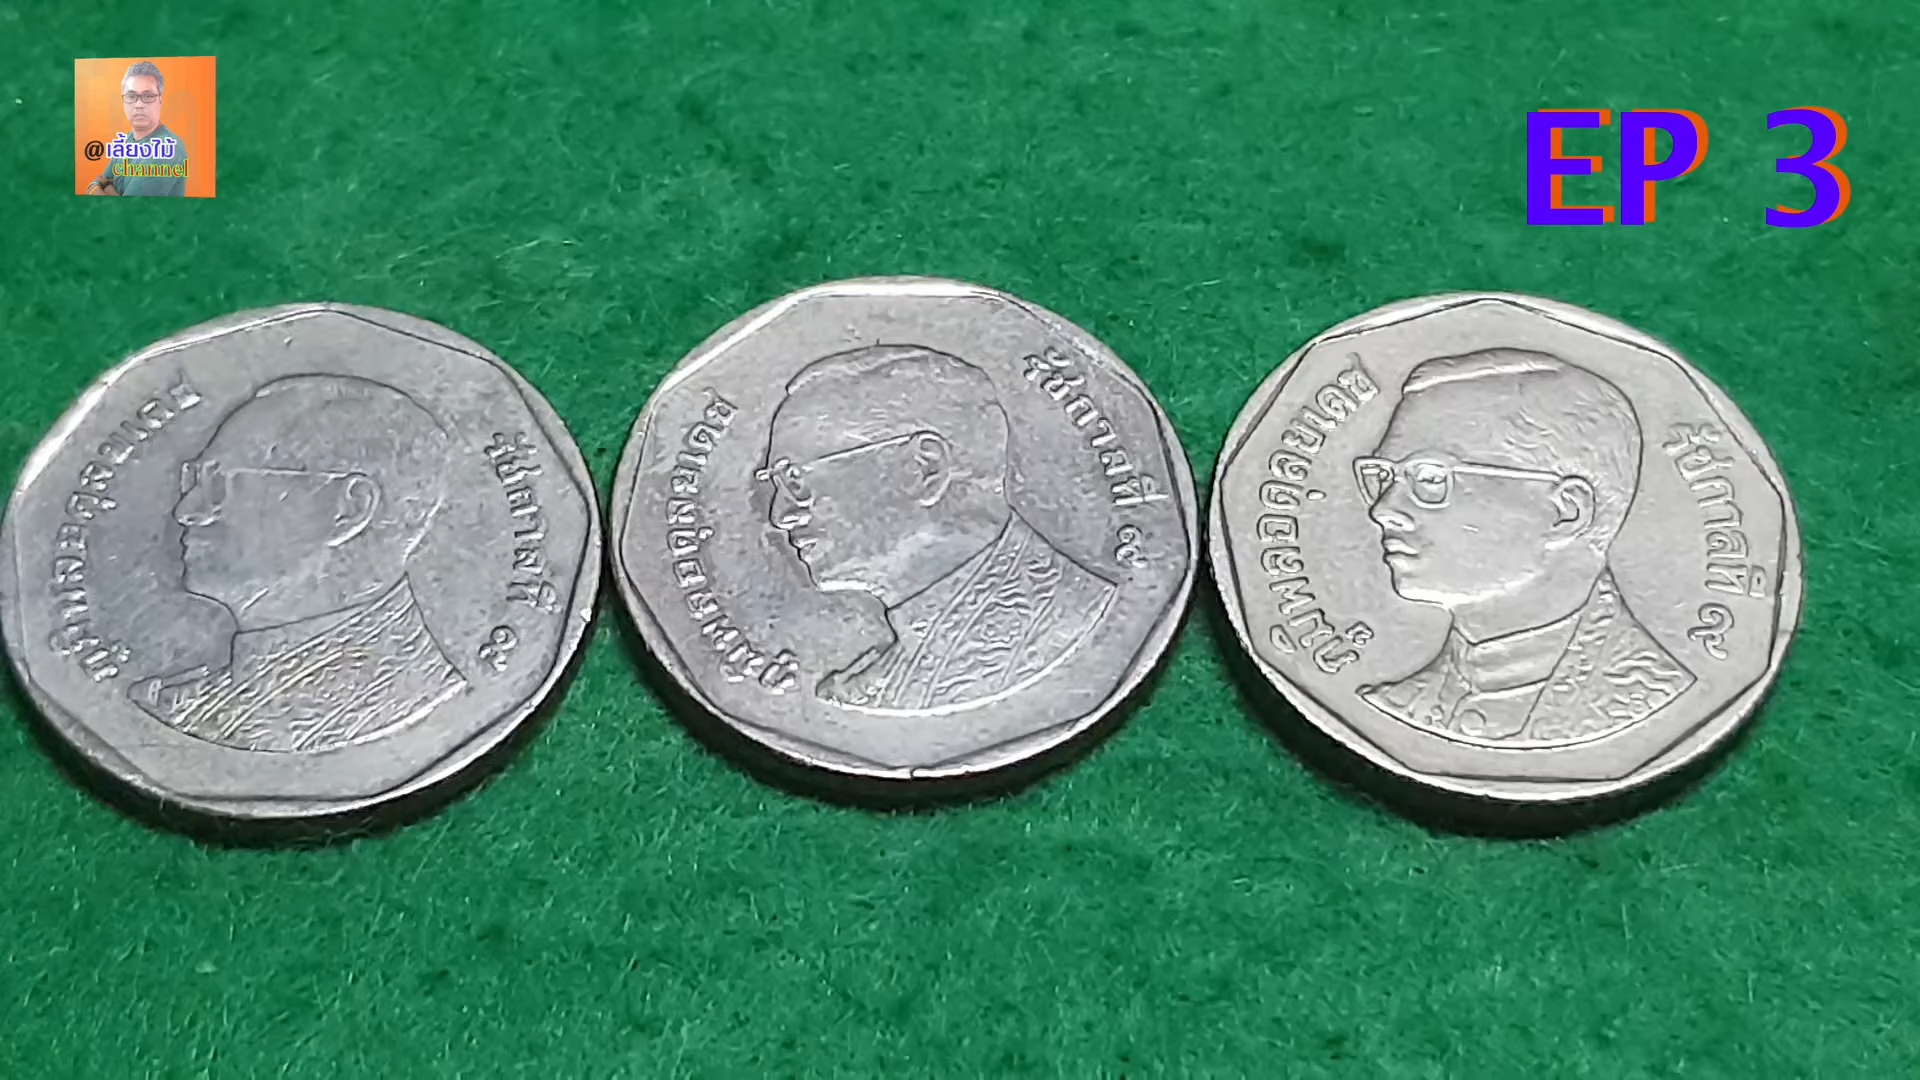 @เลี้ยงไม้
channel
EP 3
ภูมิพลอดุลยเดช
รัชกาลที่ ๙
ภูมิพลอดุลยเดช
รัชกาลที่ ๙
ภูมิพลอดุลยเดช
รัชกาลที่ ๙